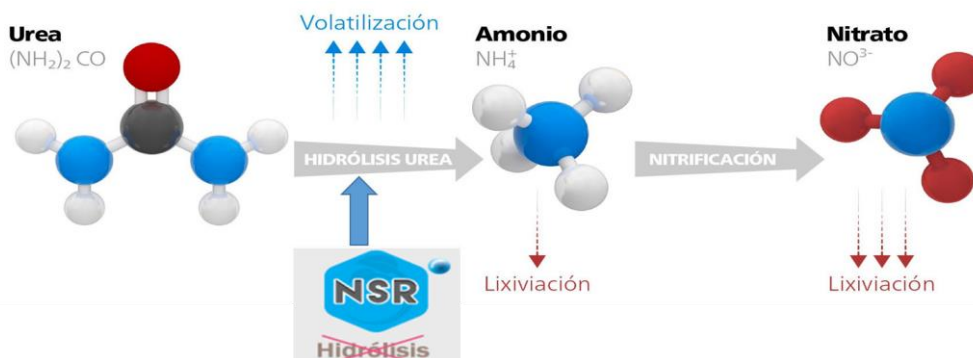 Urea
(NH₂)₂ CO
Volatilización
Amonio
NH₄⁺
Nitrato
NO³⁻
HIDRÓLISIS UREA
NITRIFICACIÓN
Lixiviación
Lixiviación
NSR
Hidrólisis